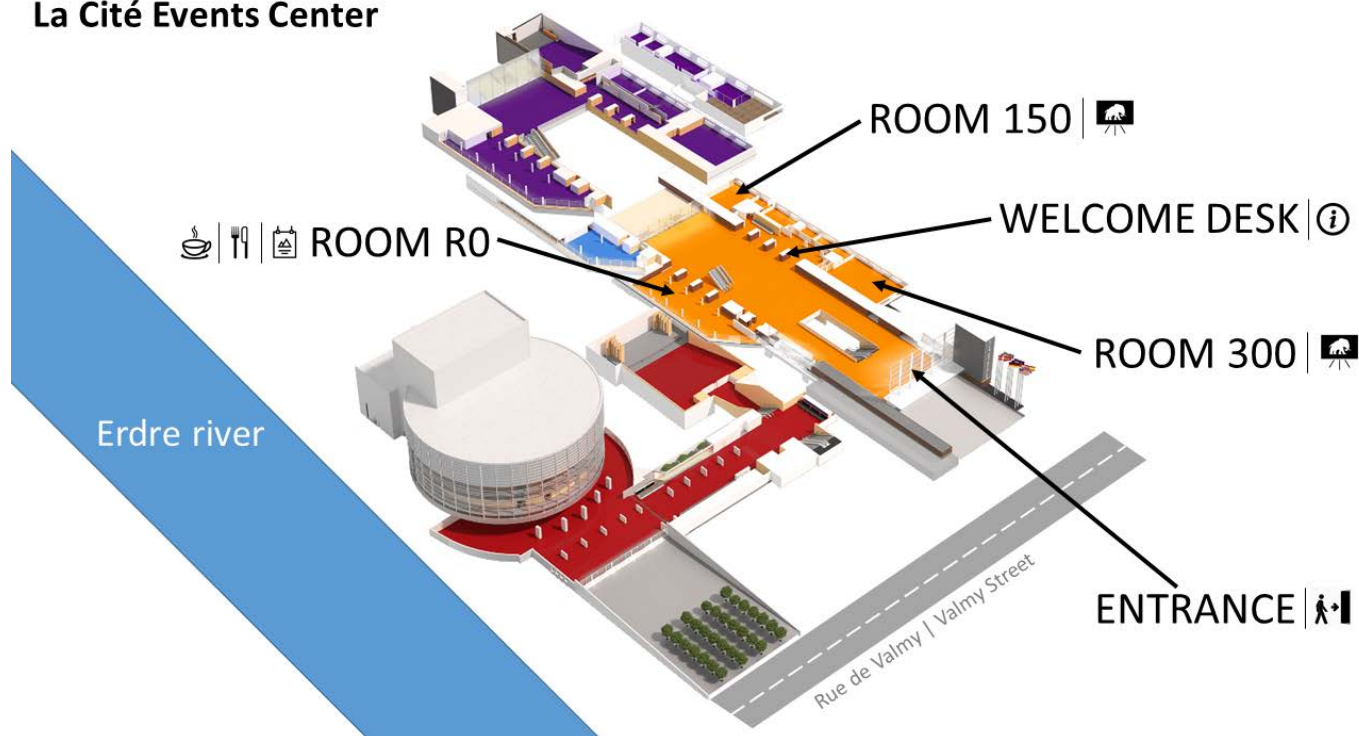 La Cité Events Center
ROOM 150
WELCOME DESK
ROOM R0
ROOM 300
Erdre river
ENTRANCE
Rue de Valmy | Valmy Street